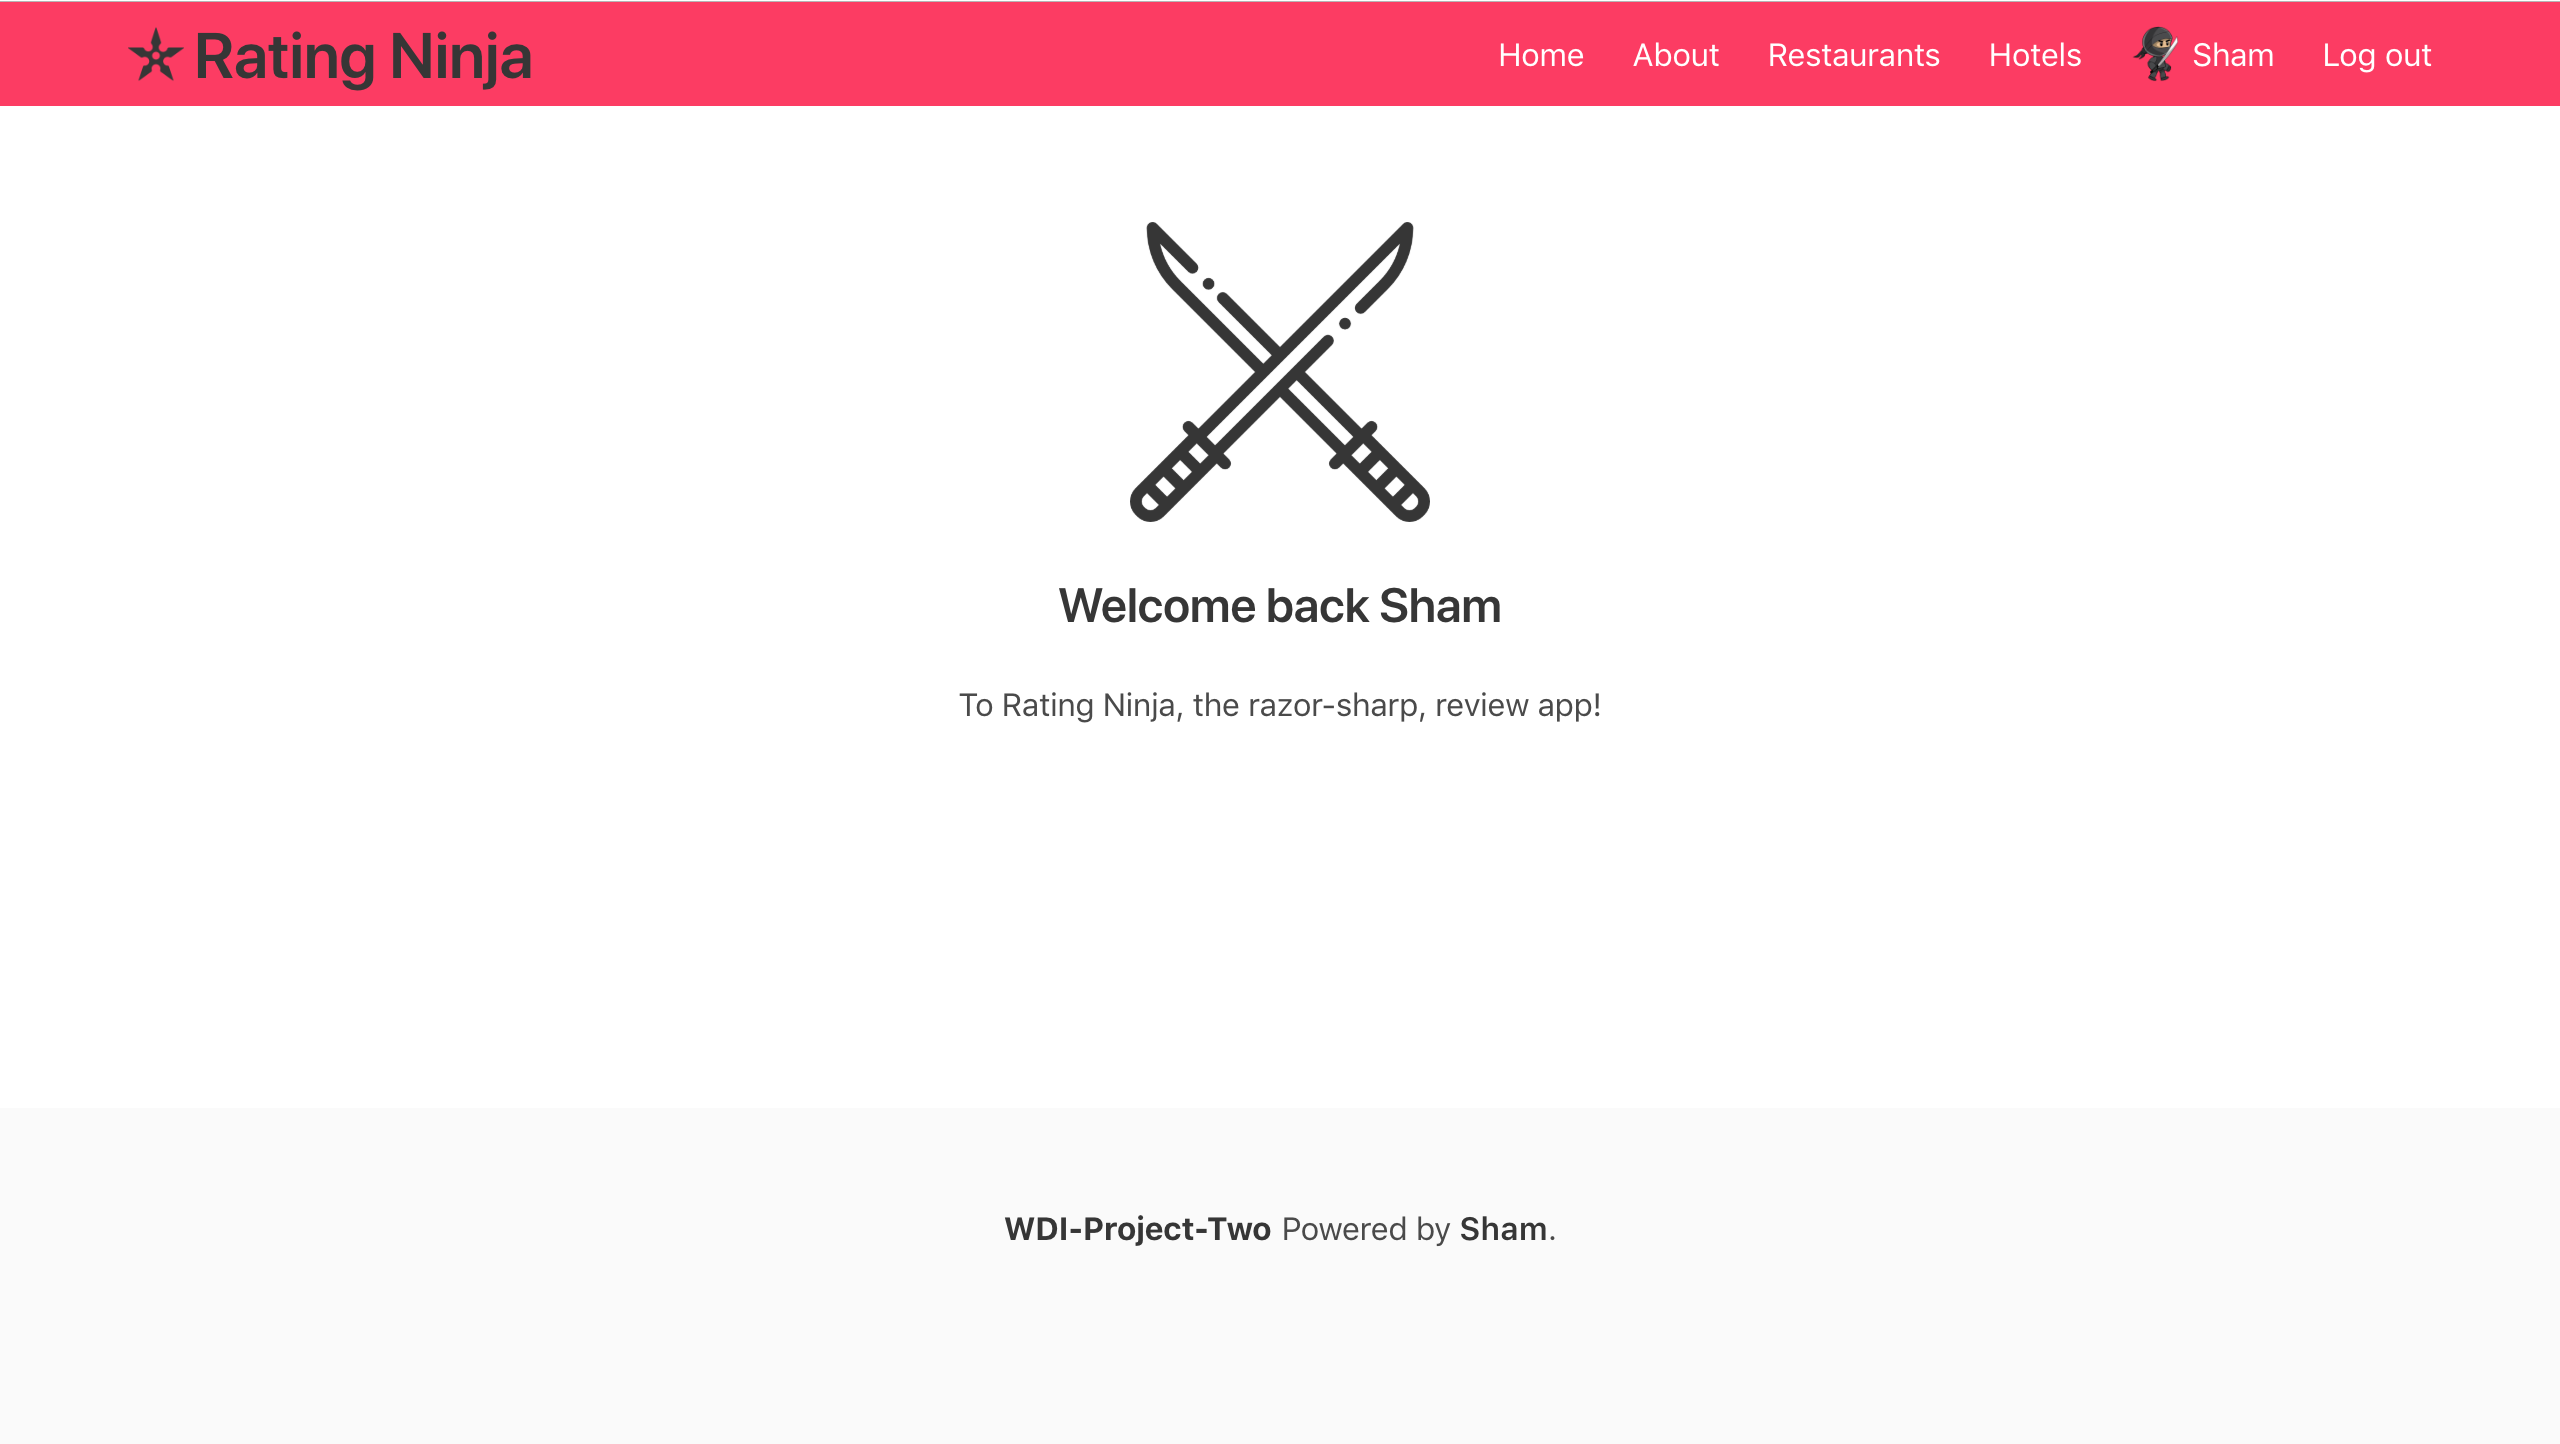 Rating Ninja Home About Restaurants Hotels Sham Log out
Welcome back Sham
To Rating Ninja, the razor-sharp, review app!
WDI-Project-Two Powered by Sham.